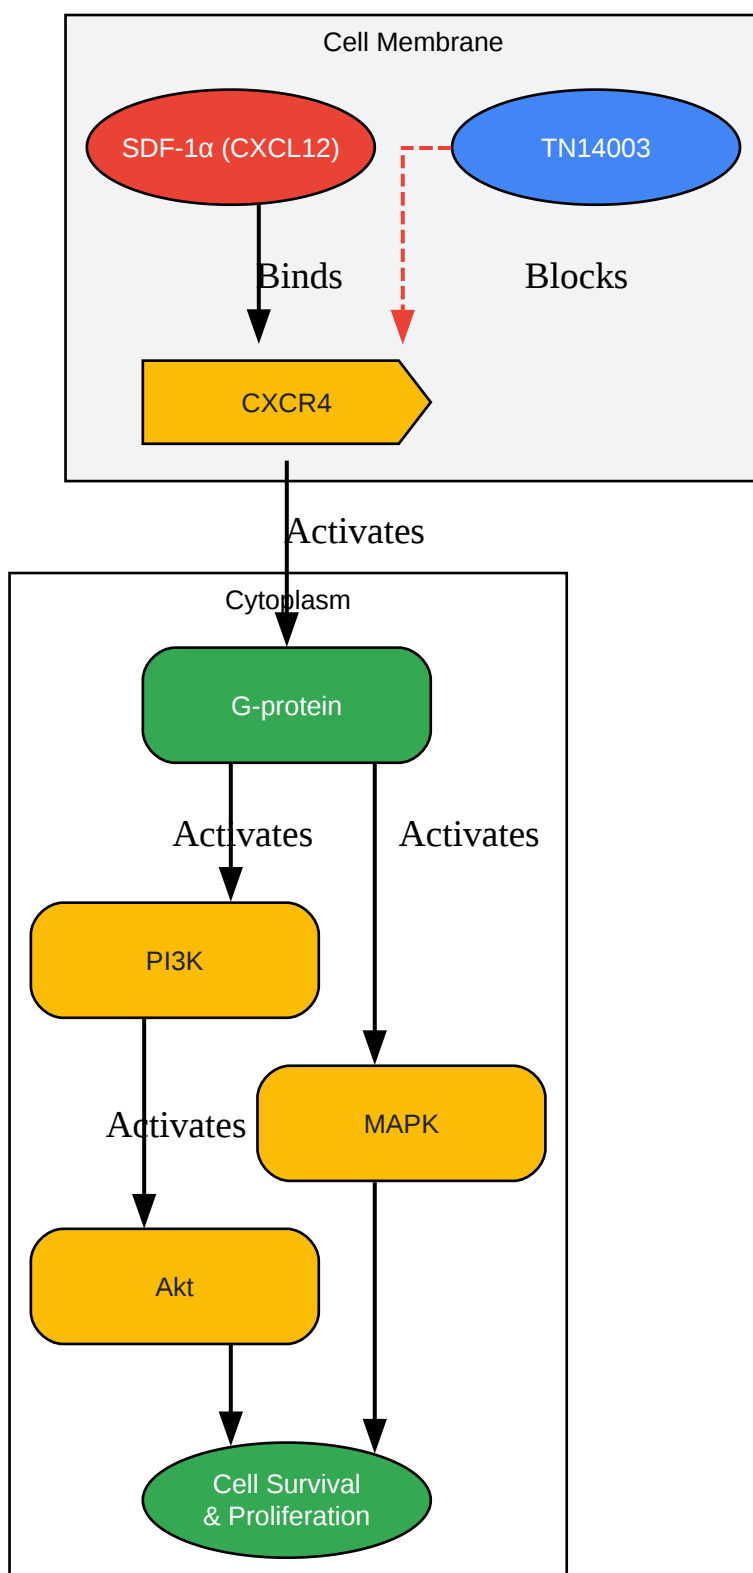 Cell Membrane
SDF-1α (CXCL12)
TN14003
Binds
Blocks
CXCR4
Activates
Cytoplasm
G-protein
Activates
Activates
PI3K
MAPK
Activates
Akt
Cell Survival
& Proliferation